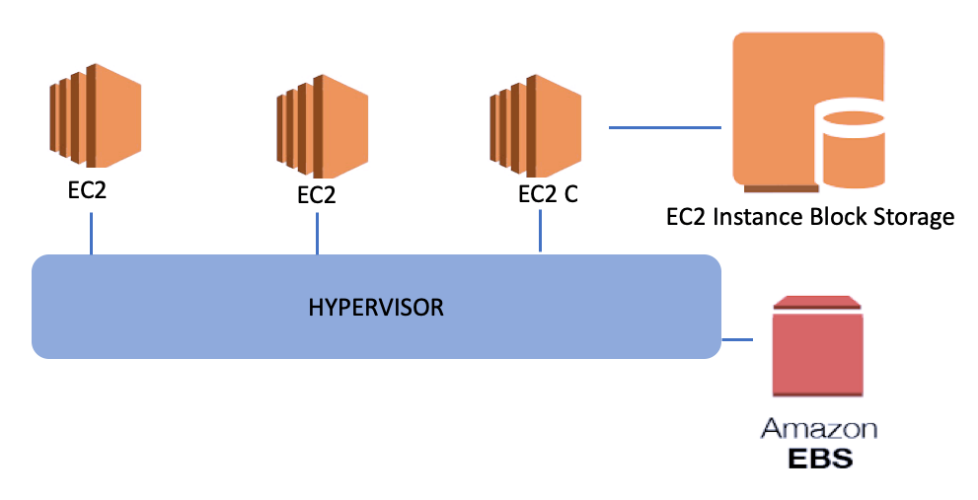 EC2
EC2
EC2 C
EC2 Instance Block Storage
HYPERVISOR
Amazon
EBS